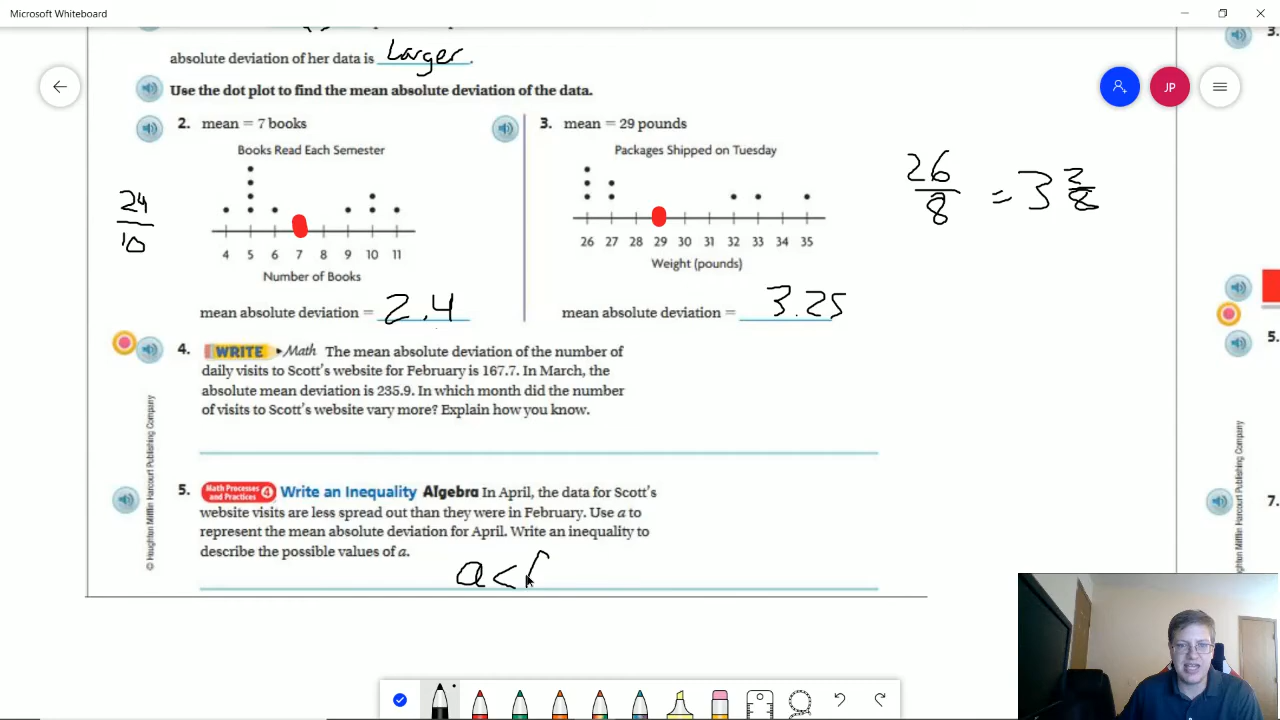 Microsoft Whiteboard
absolute deviation of her data is Larger.
Use the dot plot to find the mean absolute deviation of the data.
2. mean = 7 books
Books Read Each Semester
4 5 6 7 8 9 10 11
Number of Books
24
10
mean absolute deviation = 2.4
3. mean = 29 pounds
Packages Shipped on Tuesday
26 27 28 29 30 31 32 33 34 35
Weight (pounds)
mean absolute deviation = 3.25
26
8
= 3 2
8
JP
4. WRITE Math The mean absolute deviation of the number of
daily visits to Scott's website for February is 167.7. In March, the
absolute mean deviation is 235.9. In which month did the number
of visits to Scott's website vary more? Explain how you know.
5. Math Processes and Practices 4 Write an Inequality Algebra In April, the data for Scott's
website visits are less spread out than they were in February. Use a to
represent the mean absolute deviation for April. Write an inequality to
describe the possible values of a.
a <
© Houghton Mifflin Harcourt Publishing Company
3.
5.
7.
Houghton Mifflin Harcourt Publishing Company